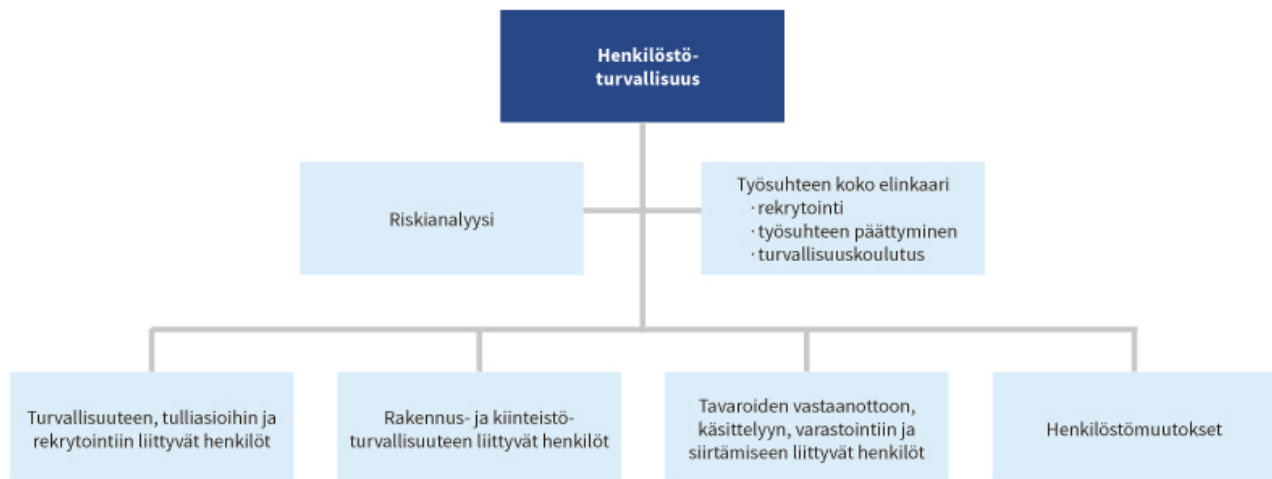 Henkilöstö-
turvallisuus
Riskianalyysi
Työsuhteen koko elinkaari
· rekrytointi
· työsuhteen päättyminen
· turvallisuuskoulutus
Turvallisuuteen, tulliasioihin ja
rekrytointiin liittyvät henkilöt
Rakennus- ja kiinteistö-
turvallisuuteen liittyvät henkilöt
Tavaroiden vastaanottoon,
käsittelyyn, varastointiin ja
siirtämiseen liittyvät henkilöt
Henkilöstömuutokset